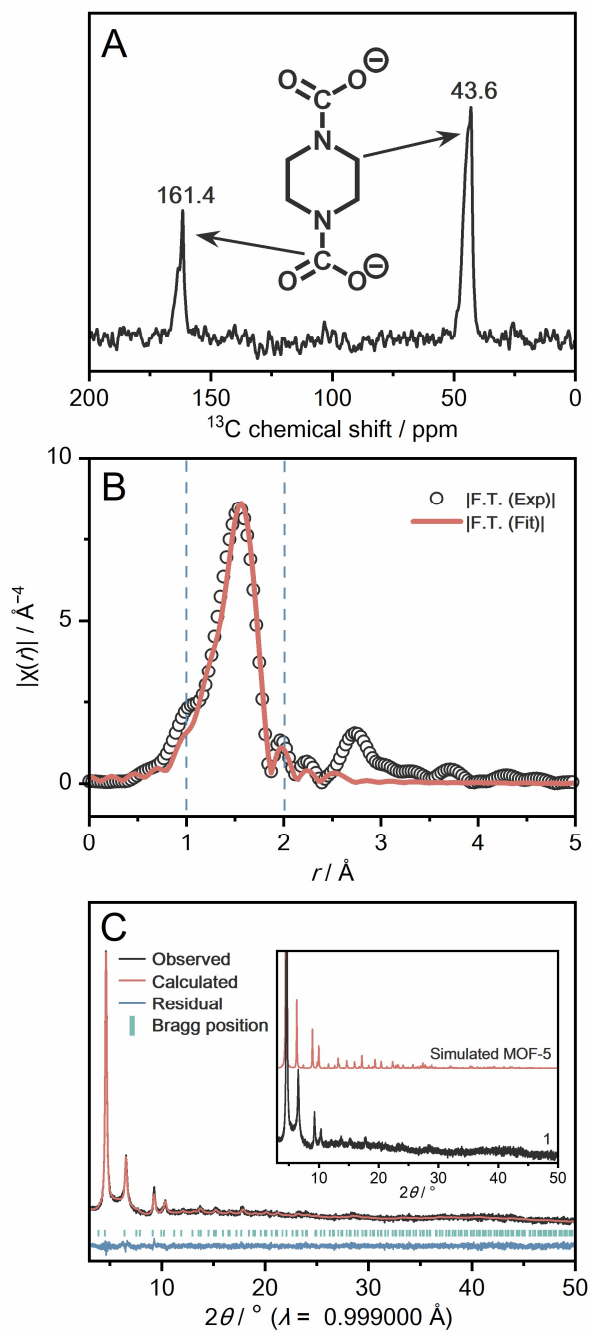 A
43.6
161.4
O
O⊖
C
N
N
C
O
O⊖
200
150
100
50
0
¹³C chemical shift / ppm
B
|F.T. (Exp)|
|F.T. (Fit)|
10
5
0
|χ(r)| / Å⁻⁴
0
1
2
3
4
5
r / Å
C
Observed
Calculated
Residual
Bragg position
Simulated MOF-5
1
10
20
30
40
50
2θ / °
10
20
30
40
50
2θ / ° (λ = 0.999000 Å)